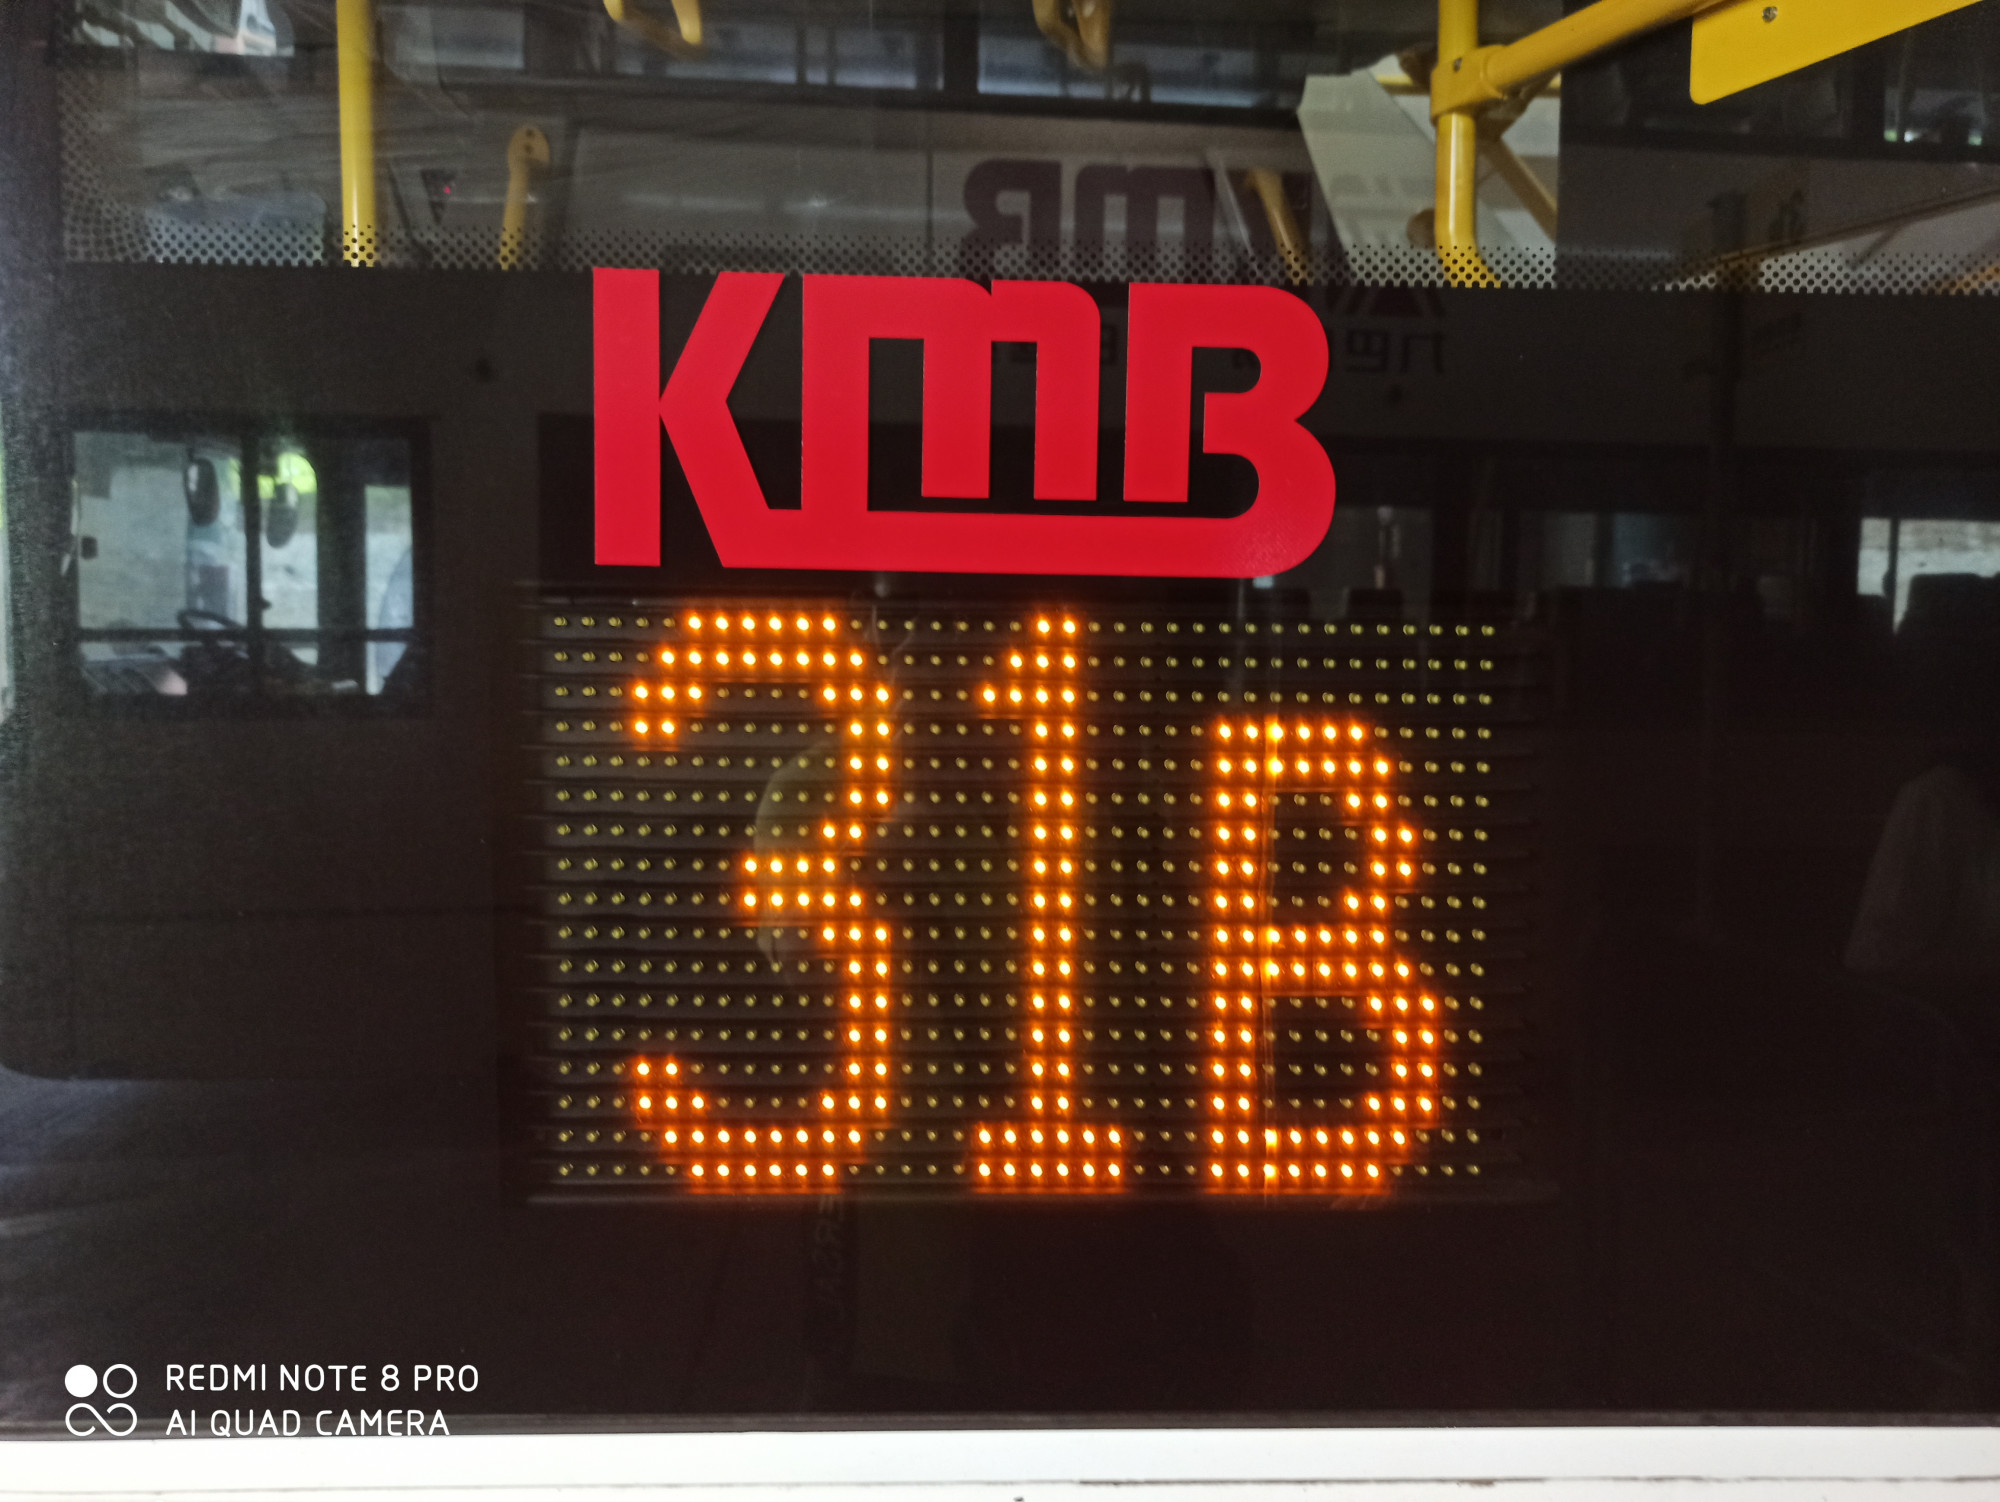 KMB
31B
REDMI NOTE 8 PRO
AI QUAD CAMERA